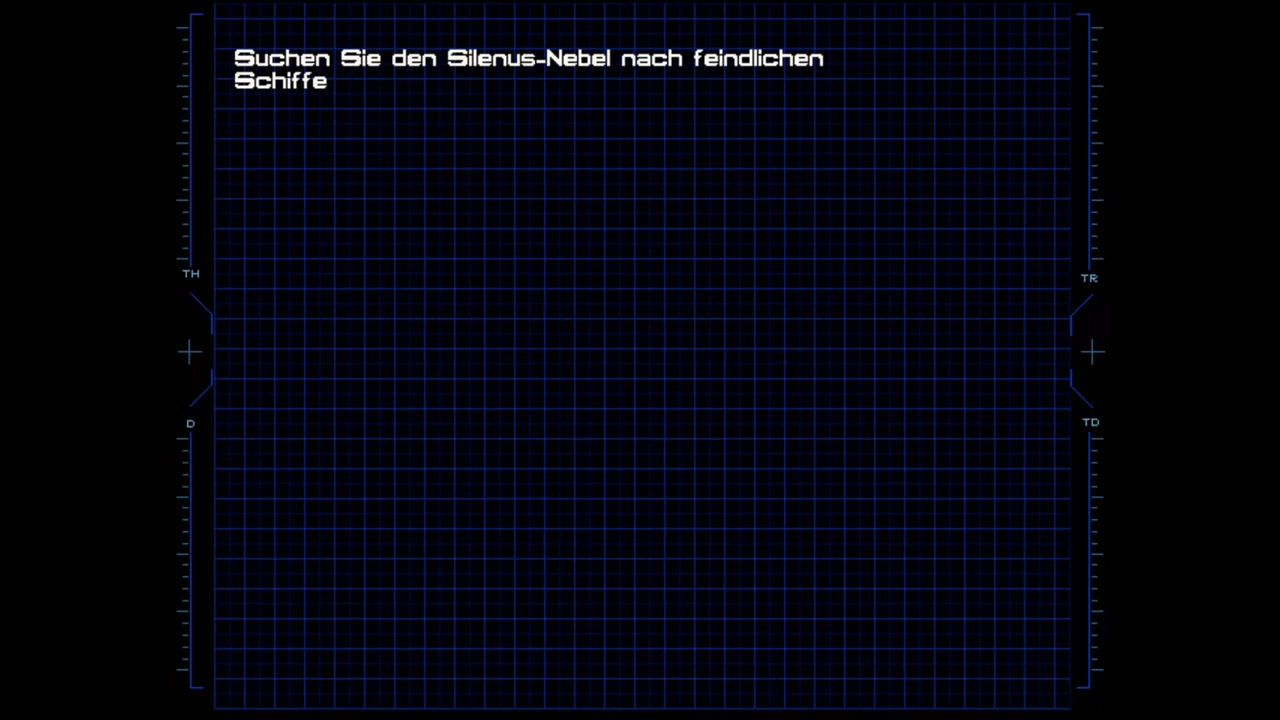 Suchen Sie den Silenus-Nebel nach feindlichen
Schiffe
TH
TR
D
TD